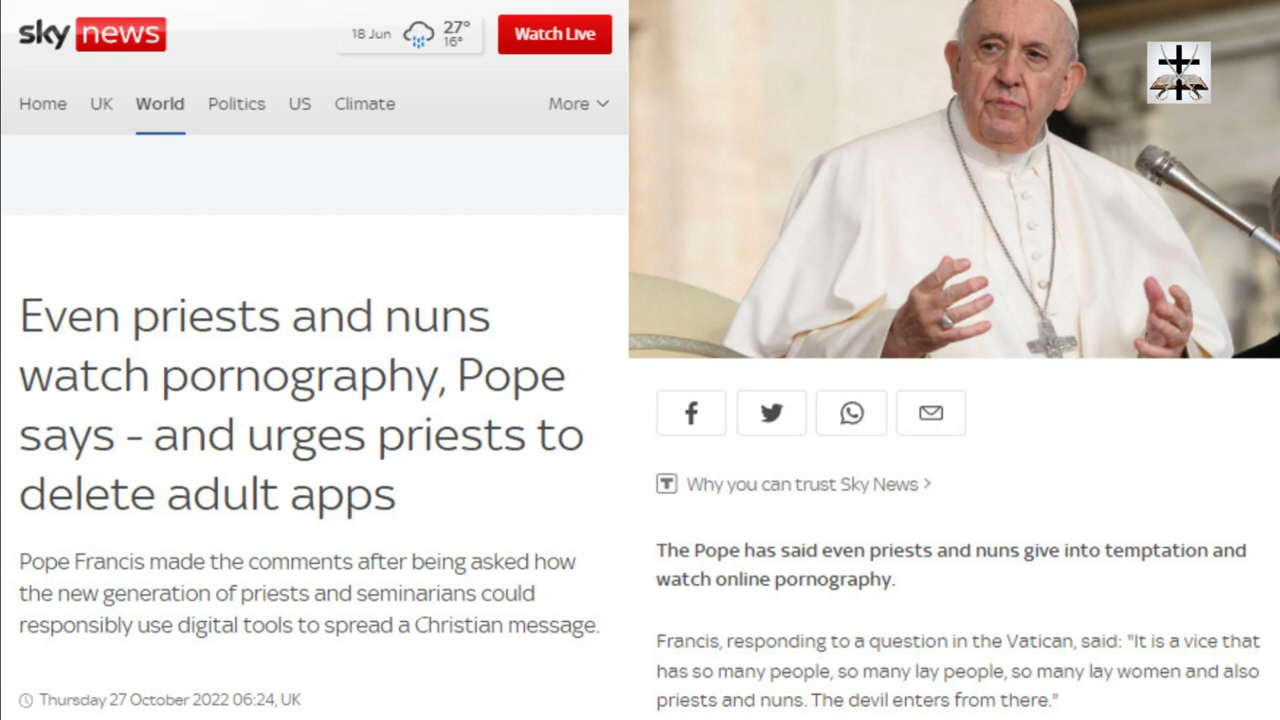 sky news
18 Jun
27°
16°
Watch Live
Home UK World Politics US Climate More
Even priests and nuns
watch pornography, Pope
says - and urges priests to
delete adult apps
Pope Francis made the comments after being asked how
the new generation of priests and seminarians could
responsibly use digital tools to spread a Christian message.
Thursday 27 October 2022 06:24, UK
Why you can trust Sky News >
The Pope has said even priests and nuns give into temptation and
watch online pornography.
Francis, responding to a question in the Vatican, said: "It is a vice that
has so many people, so many lay people, so many lay women and also
priests and nuns. The devil enters from there."